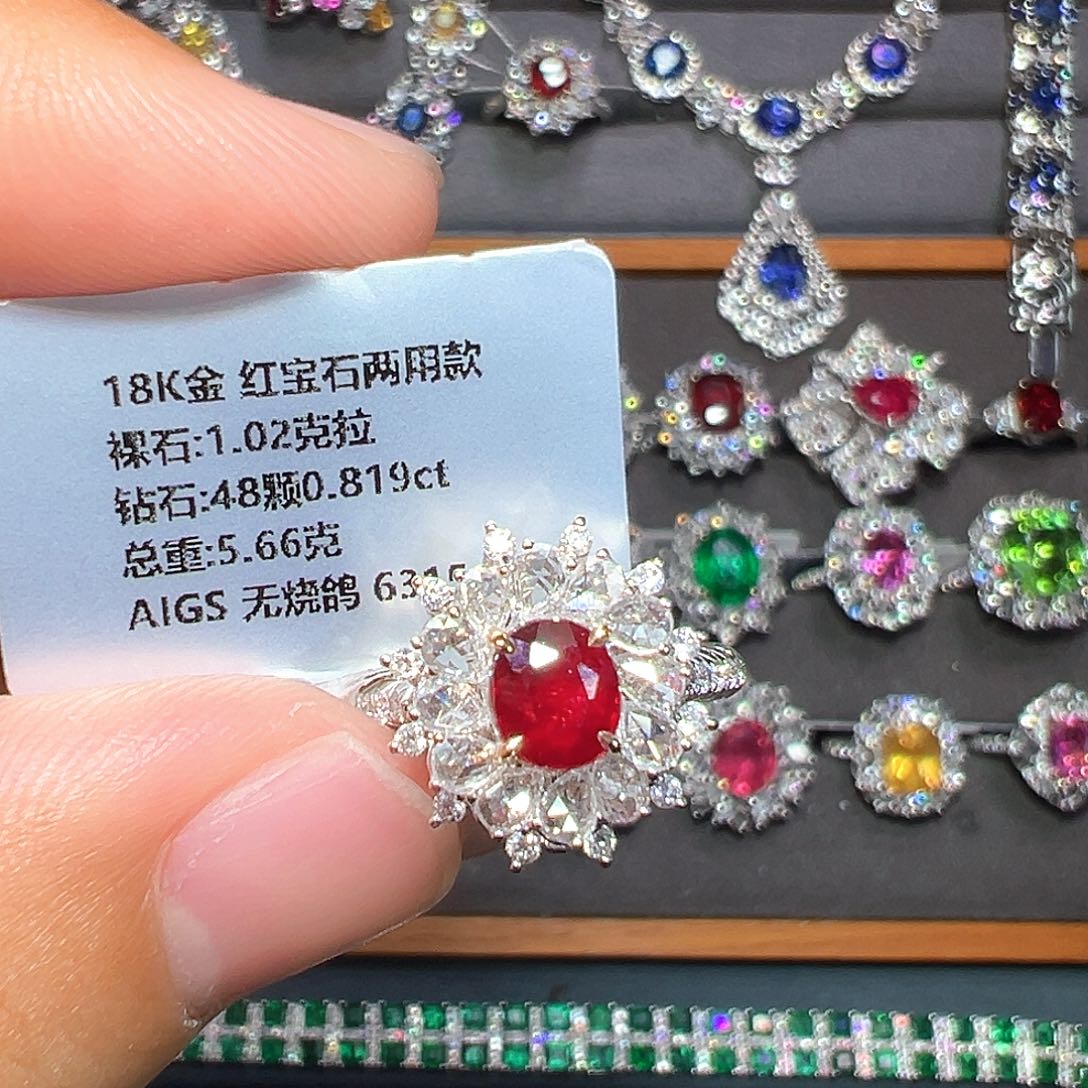 18K金 红宝石两用款
裸石:1.02克拉
钻石:48颗0.819ct
总重:5.66克
AIGS 无烧鸽